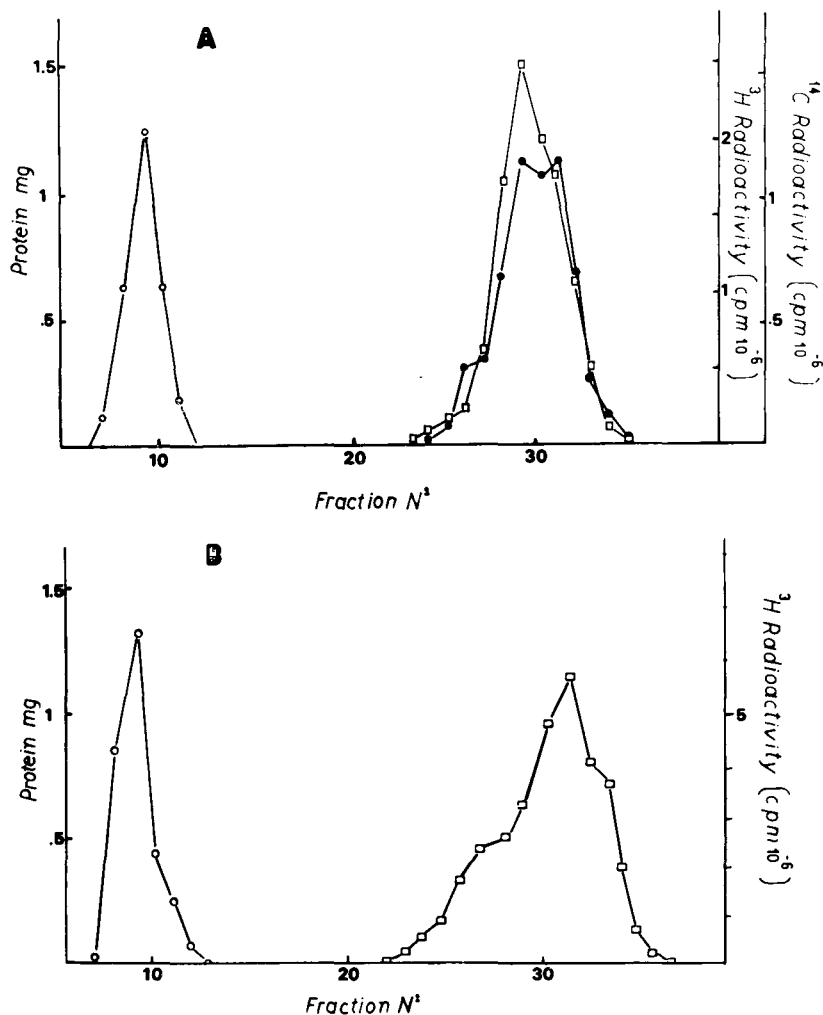 A
1.5
1
.5
Protein mg
10
20
30
Fraction Nº
2
1
³H Radioactivity (cpm 10⁻⁶)
1
.5
¹⁴C Radioactivity (cpm 10⁻⁶)
B
1.5
1
.5
Protein mg
10
20
30
Fraction Nº
5
³H Radioactivity (cpm 10⁻⁶)